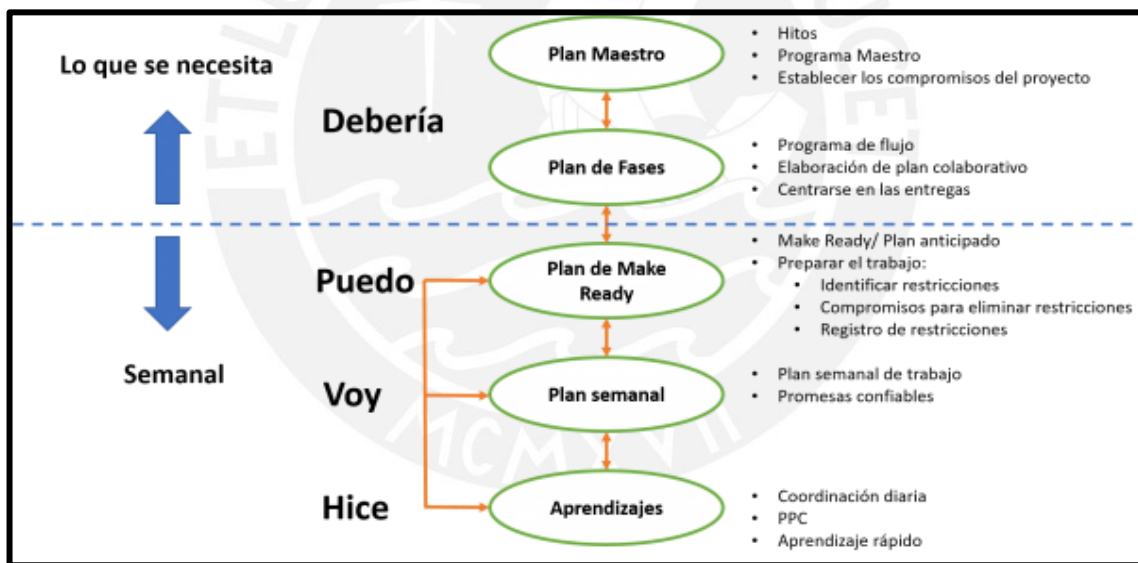 Lo que se necesita
Semanal
Debería
Puedo
Voy
Hice
Plan Maestro
• Hitos
• Programa Maestro
• Establecer los compromisos del proyecto
Plan de Fases
• Programa de flujo
• Elaboración de plan colaborativo
• Centrarse en las entregas
Plan de Make
Ready
• Make Ready/ Plan anticipado
• Preparar el trabajo:
• Identificar restricciones
• Compromisos para eliminar restricciones
• Registro de restricciones
Plan semanal
• Plan semanal de trabajo
• Promesas confiables
Aprendizajes
• Coordinación diaria
• PPC
• Aprendizaje rápido
MCMXVII